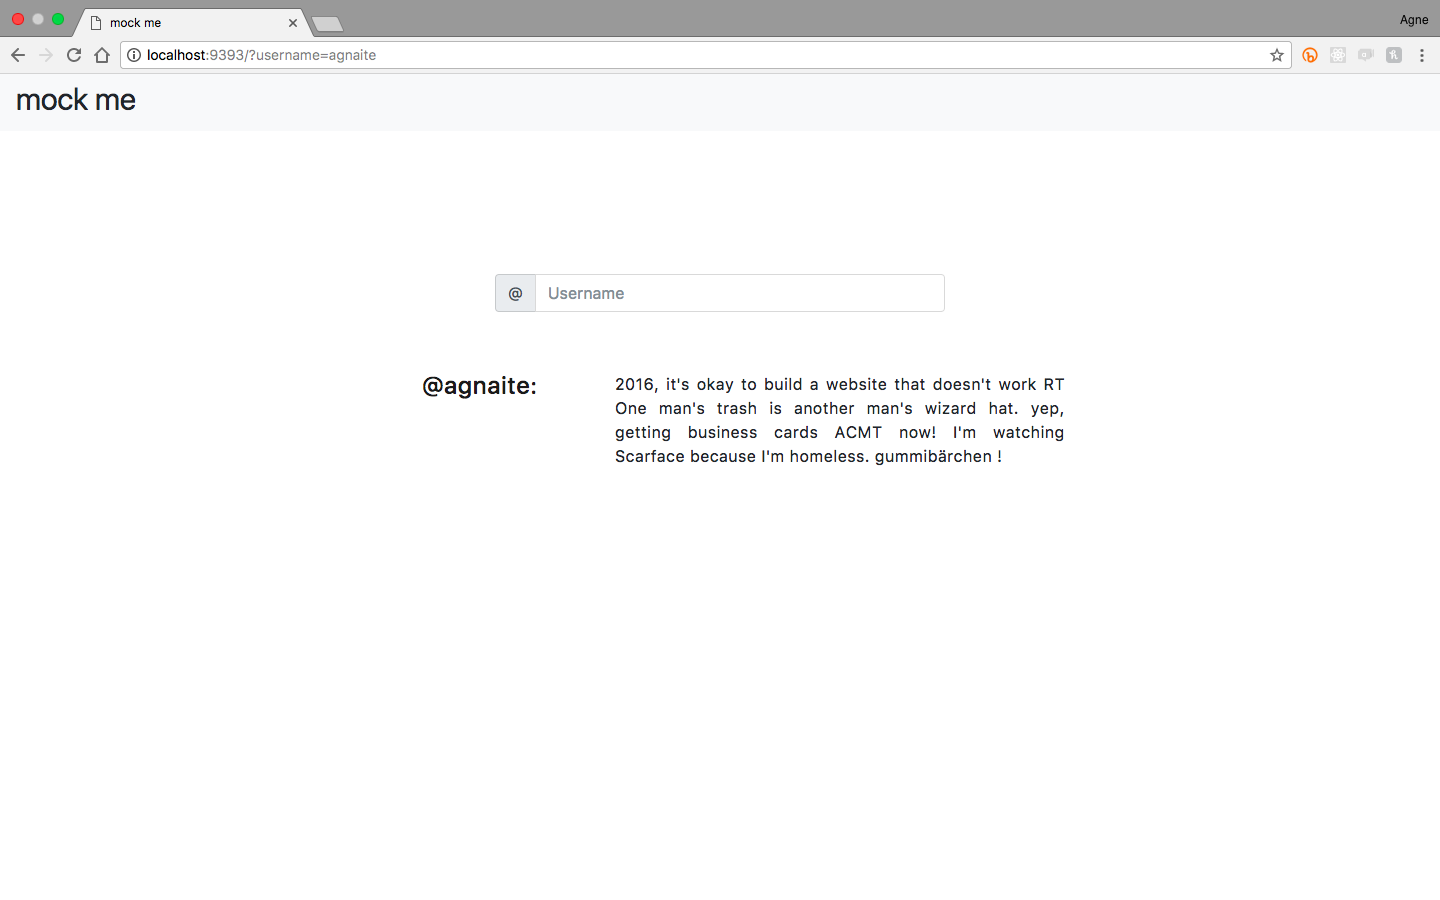 mock me
Agne
localhost:9393/?username=agnaite
mock me
@ Username
@agnaite:
2016, it's okay to build a website that doesn't work RT
One man's trash is another man's wizard hat. yep,
getting business cards ACMT now! I'm watching
Scarface because I'm homeless. gummibärchen !